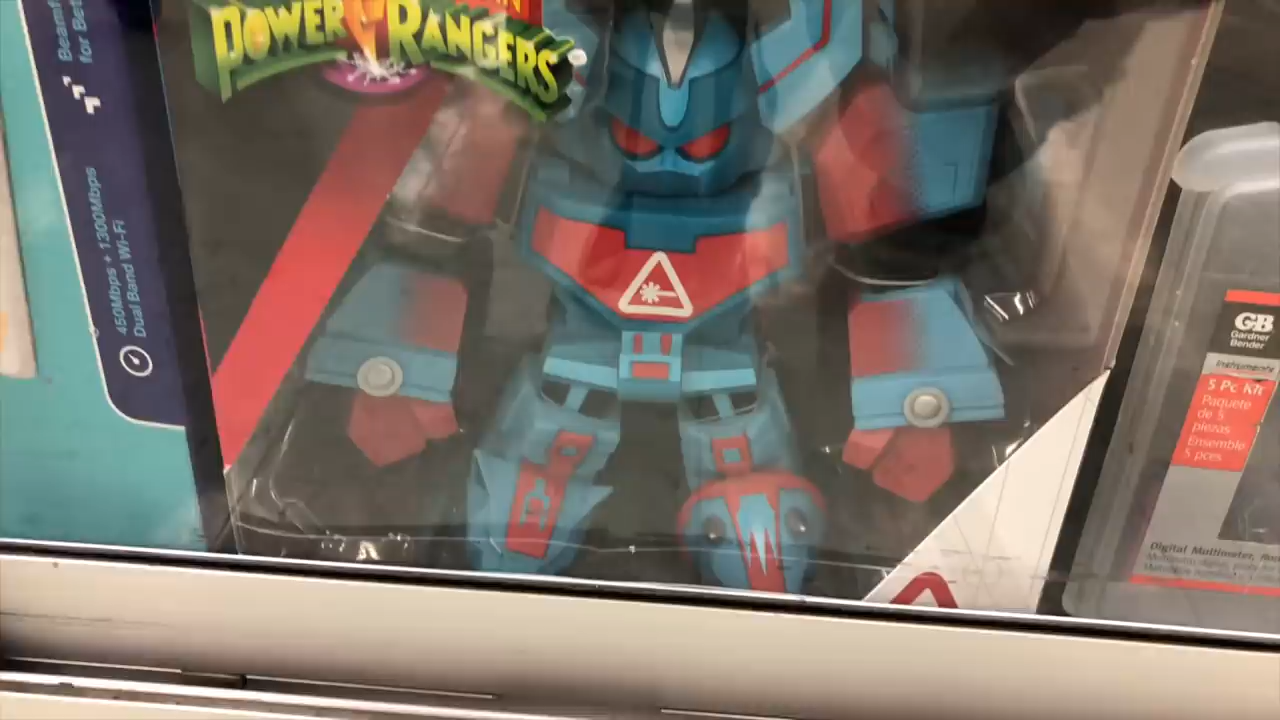 Beamf
for Bet
450Mbps + 1300Mbps
Dual Band Wi-Fi
POWER RANGERS
GB
Gardner
Bender
Instruments
5 Pc Kit
Paquete
de 5
piezas
Ensemble
5 pces
Digital Multimeter,